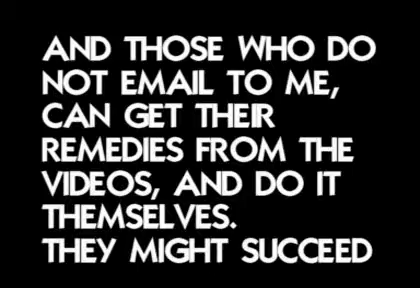 AND THOSE WHO DO
NOT EMAIL TO ME,
CAN GET THEIR
REMEDIES FROM THE
VIDEOS, AND DO IT
THEMSELVES.
THEY MIGHT SUCCEED